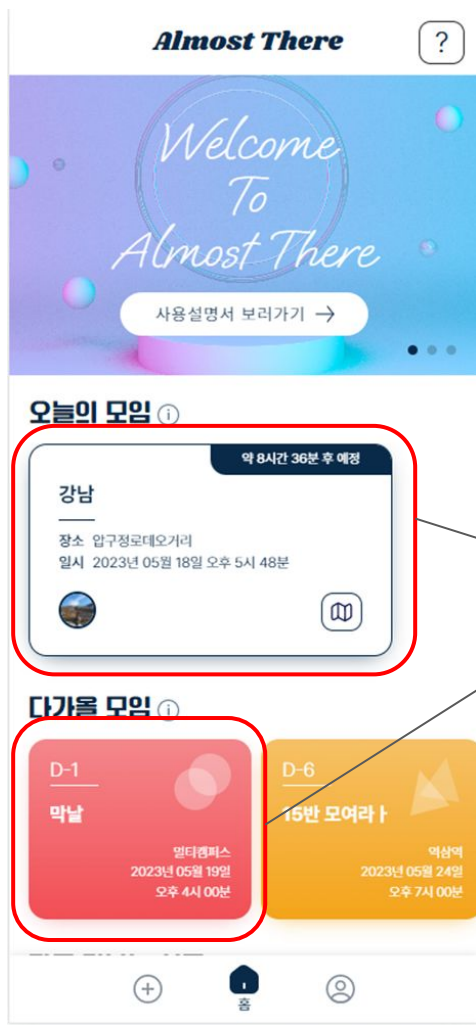 Almost There
?
Welcome
To
Almost There
사용설명서 보러가기 →
오늘의 모임 ⓘ
약 8시간 36분 후 예정
강남
장소 압구정로데오거리
일시 2023년 05월 18일 오후 5시 48분
다가올 모임 ⓘ
D-1
막날
멀티캠퍼스
2023년 05월 19일
오후 4시 00분
D-6
15반 모여라ㅏ
역삼역
2023년 05월 24일
오후 7시 00분
홈